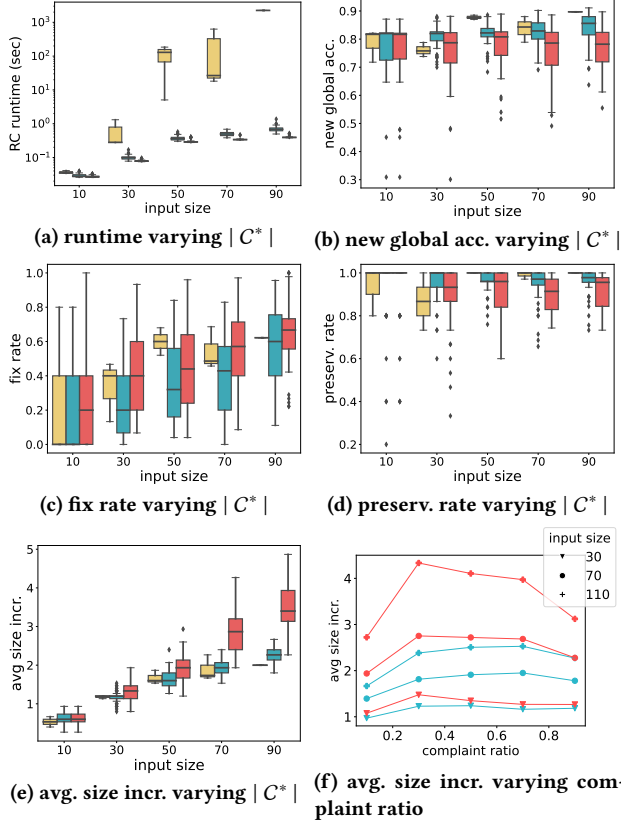 10³
10²
10¹
10⁰
10⁻¹
RC runtime (sec)
10 30 50 70 90
input size
(a) runtime varying | C* |
0.9
0.8
0.7
0.6
0.5
0.4
0.3
new global acc.
10 30 50 70 90
input size
(b) new global acc. varying | C* |
1.0
0.8
0.6
0.4
0.2
0.0
fix rate
10 30 50 70 90
input size
(c) fix rate varying | C* |
1.0
0.8
0.6
0.4
0.2
preserv. rate
10 30 50 70 90
input size
(d) preserv. rate varying | C* |
5
4
3
2
1
avg size incr.
10 30 50 70 90
input size
(e) avg. size incr. varying | C* |
input size
30
70
110
4
3
2
1
avg size incr.
0.2 0.4 0.6 0.8
complaint ratio
(f) avg. size incr. varying com-
plaint ratio